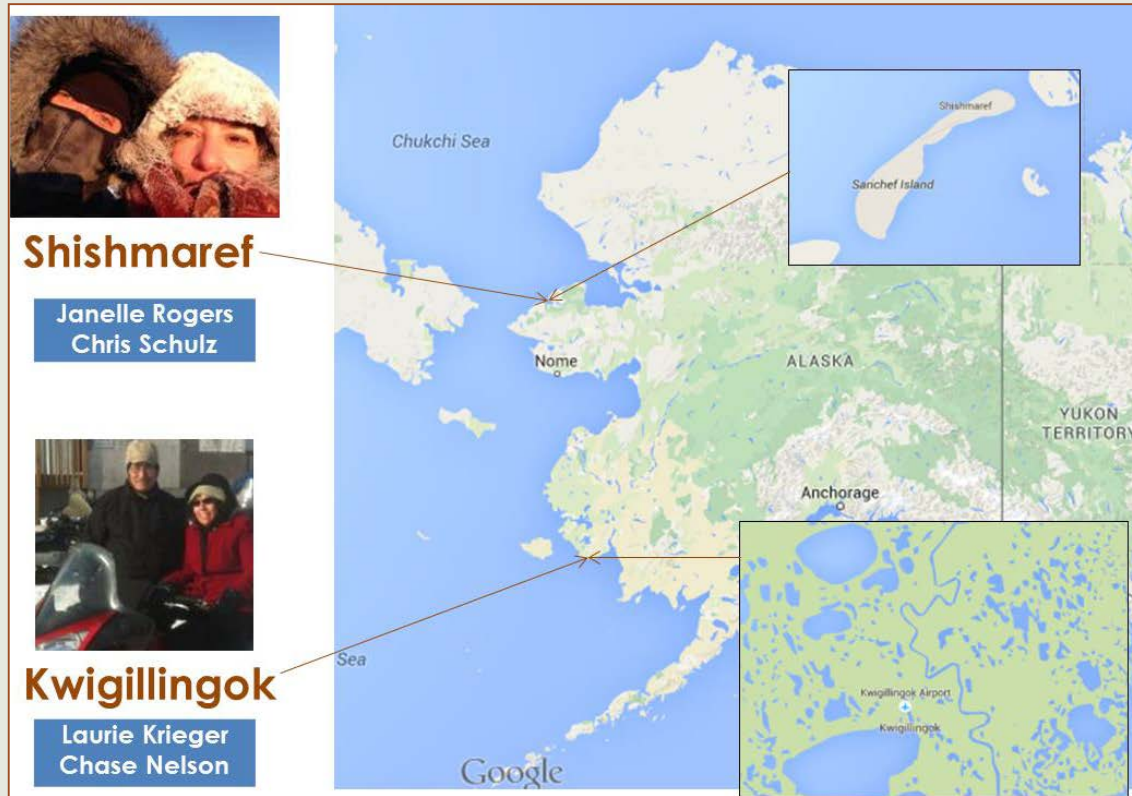 Shishmaref
Janelle Rogers
Chris Schulz
Kwigillingok
Laurie Krieger
Chase Nelson
Chukchi Sea
Nome
ALASKA
YUKON
TERRITORY
Anchorage
Sea
Google
Shishmaref
Sarichef Island
Kwigillingok Airport
Kwigillingok